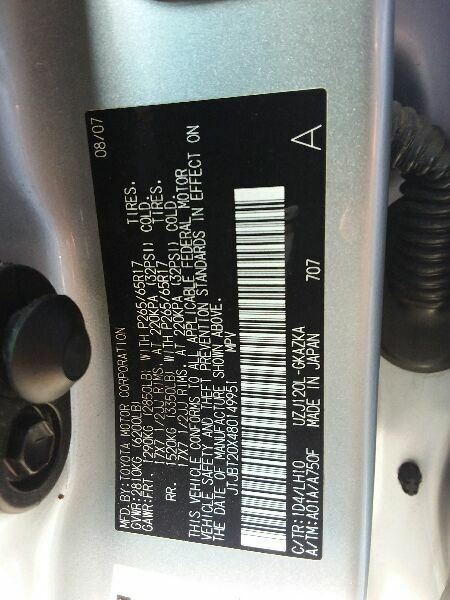 08/07
MFD.BY:TOYOTA MOTOR CORPORATION
GVWR:2810KG (6200LB)
GAWR:FRT. 1290KG (2850LB) WITH P265/65R17 TIRES.
17X7 1/2JJ RIMS, AT 220KPA (32PSI) COLD.
RR. 1520KG (3350LB) WITH P265/65R17 TIRES.
17X7 1/2JJ RIMS, AT 220KPA (32PSI) COLD.
THIS VEHICLE CONFORMS TO ALL APPLICABLE FEDERAL MOTOR
VEHICLE SAFETY AND THEFT PREVENTION STANDARDS IN EFFECT ON
THE DATE OF MANUFACTURE SHOWN ABOVE.
JTJBT20X480149951 MPV
A
C/TR:1D4/LH10 UZJ120L-GKAZKA 707
A/TM:A01A/A750F MADE IN JAPAN